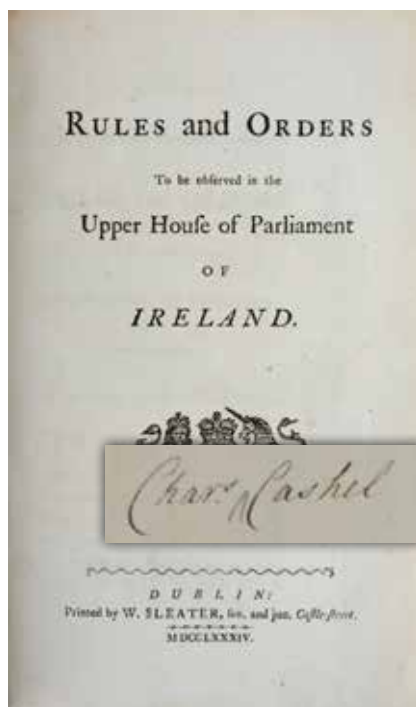 RULES and ORDERS
To be obſerved in the
Upper Houſe of Parliament
OF
IRELAND.
Chars. Cashel
DUBLIN:
Printed by W. SLEATER, ſen. and jun. Caſtle-ſtreet.
MDCCLXXXIV.